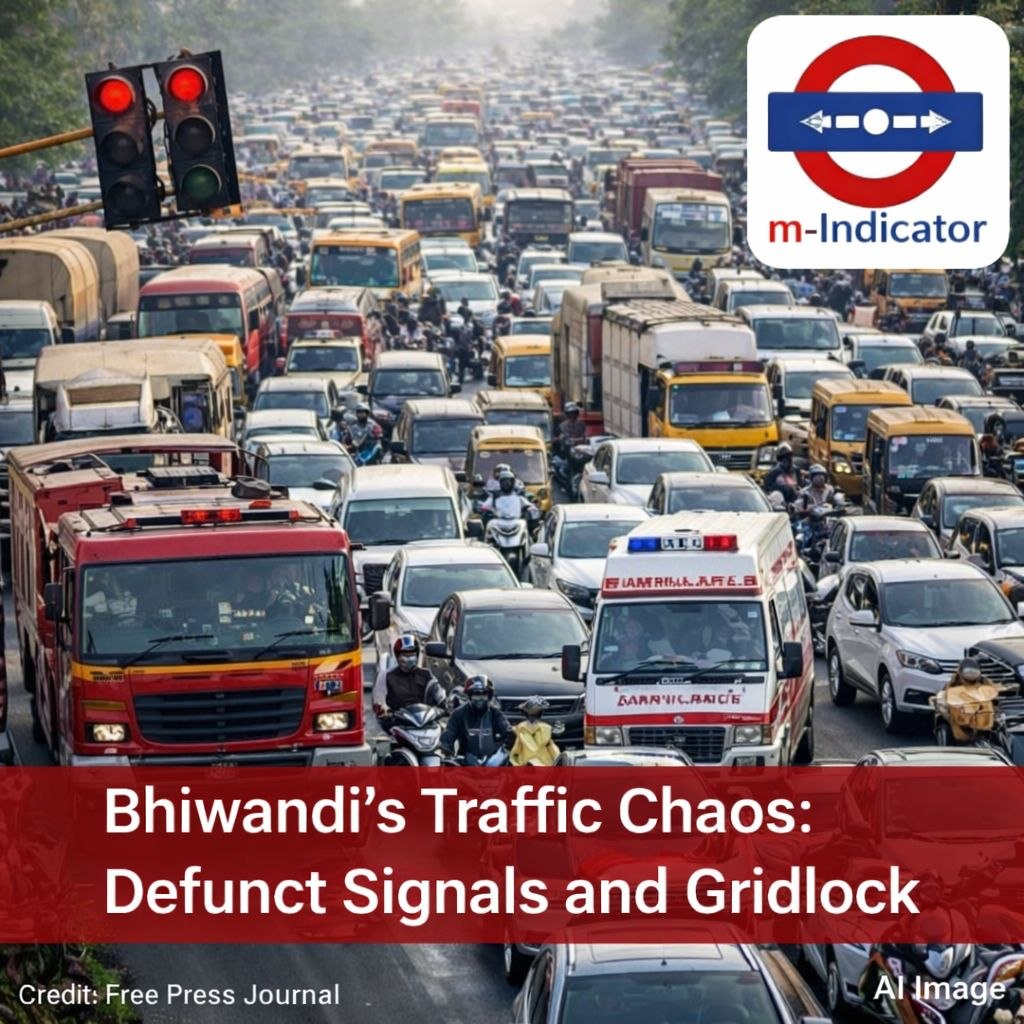 m-Indicator
Bhiwandi’s Traffic Chaos:
Defunct Signals and Gridlock
Credit: Free Press Journal
AI Image